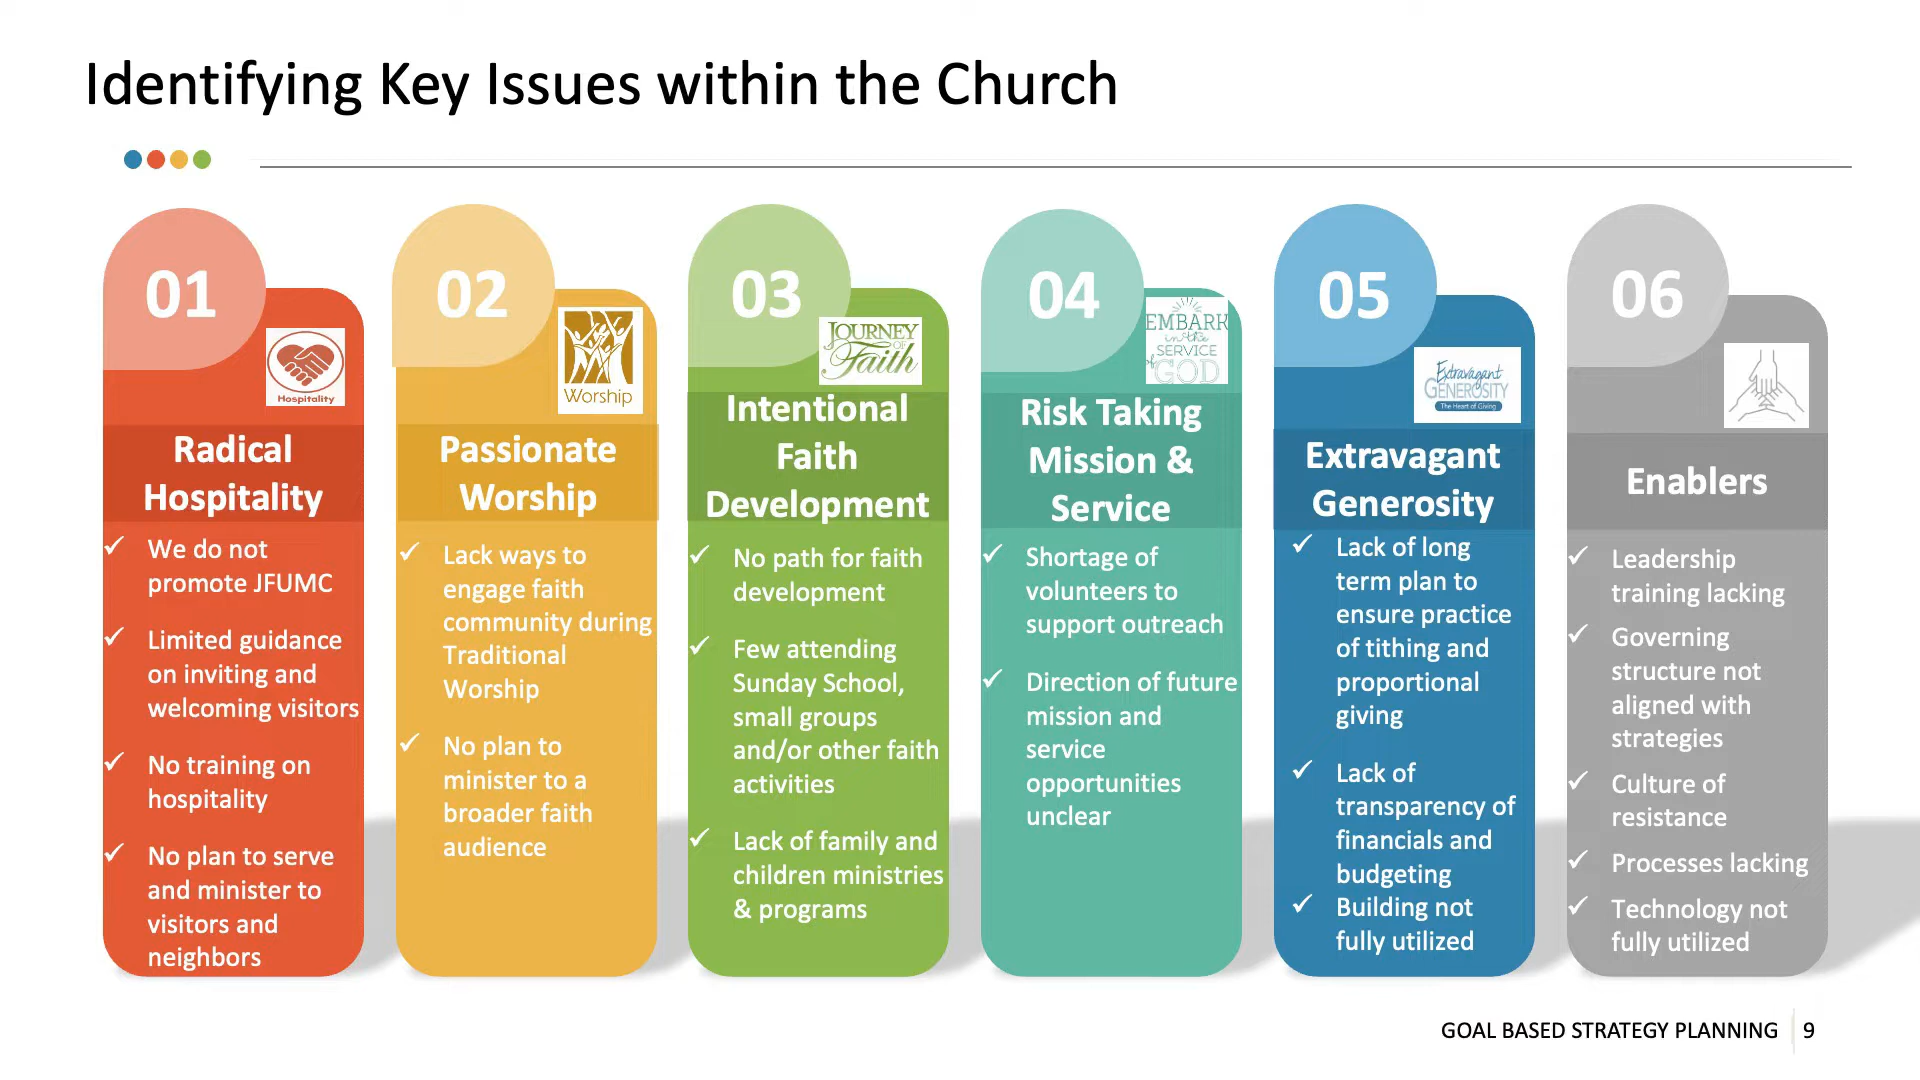 Identifying Key Issues within the Church
01
Hospitality
Radical
Hospitality
We do not
promote JFUMC
Limited guidance
on inviting and
welcoming visitors
No training on
hospitality
No plan to serve
and minister to
visitors and
neighbors
02
Worship
Passionate
Worship
Lack ways to
engage faith
community during
Traditional
Worship
No plan to
minister to a
broader faith
audience
03
JOURNEY
OF
Faith
Intentional
Faith
Development
No path for faith
development
Few attending
Sunday School,
small groups
and/or other faith
activities
Lack of family and
children ministries
& programs
04
EMBARK
in the
SERVICE
of GOD
Risk Taking
Mission &
Service
Shortage of
volunteers to
support outreach
Direction of future
mission and
service
opportunities
unclear
05
Extravagant
GENEROSITY
The Heart of Giving
Extravagant
Generosity
Lack of long
term plan to
ensure practice
of tithing and
proportional
giving
Lack of
transparency of
financials and
budgeting
Building not
fully utilized
06
Enablers
Leadership
training lacking
Governing
structure not
aligned with
strategies
Culture of
resistance
Processes lacking
Technology not
fully utilized
GOAL BASED STRATEGY PLANNING 9